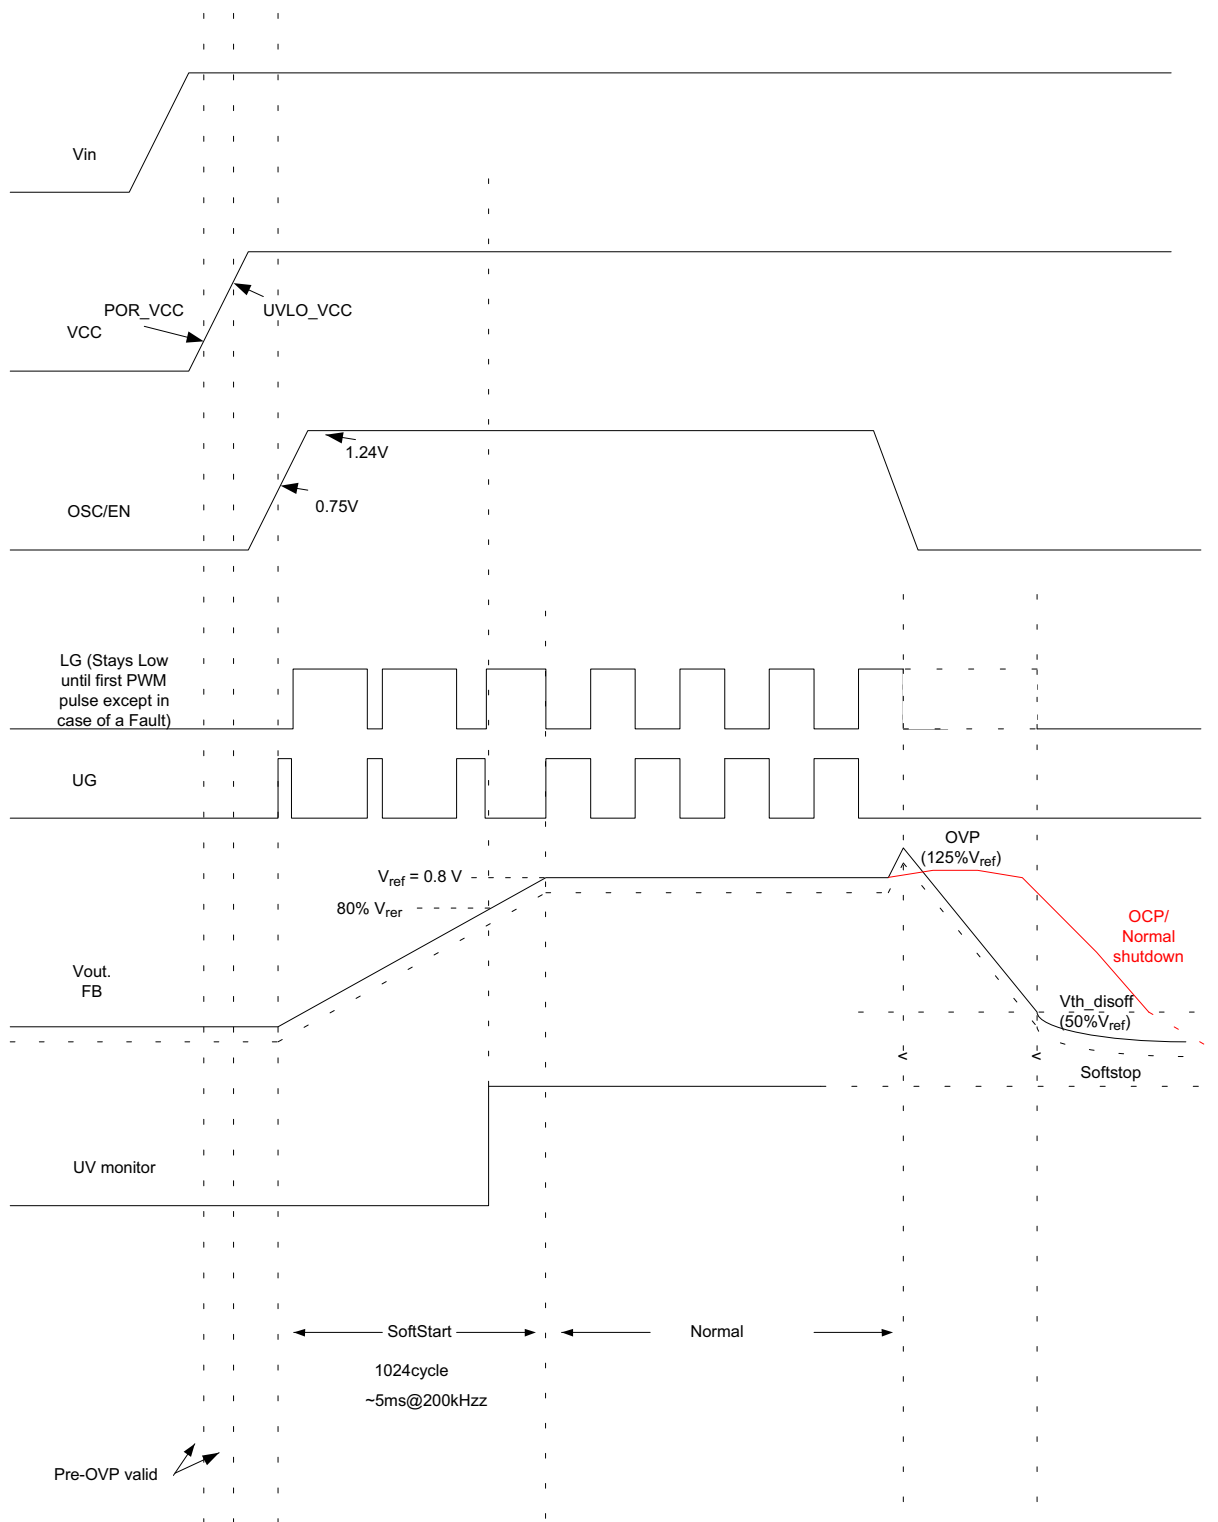 Vin
POR_VCC
UVLO_VCC
VCC
1.24V
0.75V
OSC/EN
LG (Stays Low
until first PWM
pulse except in
case of a Fault)
UG
OVP
(125%Vref)
Vref = 0.8 V
80% Vrer
OCP/
Normal
shutdown
Vout.
FB
Vth_disoff
(50%Vref)
Softstop
UV monitor
SoftStart
Normal
1024cycle
~5ms@200kHzz
Pre-OVP valid